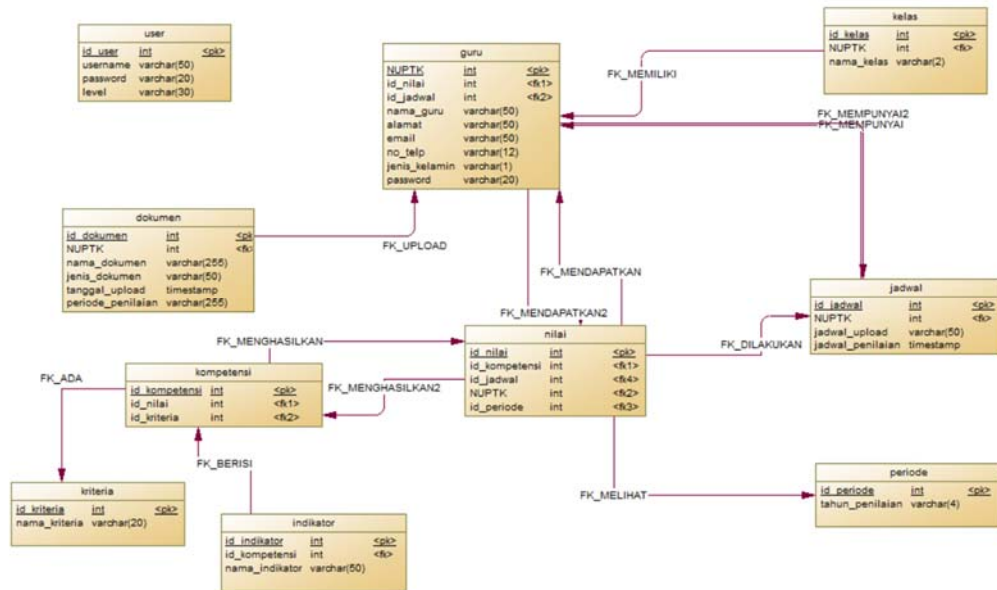 user
id_user int <pk>
username varchar(50)
password varchar(20)
level varchar(30)
guru
NUPTK int <pk>
id_nilai int <fk1>
id_jadwal int <fk2>
nama_guru varchar(50)
alamat varchar(50)
email varchar(50)
no_telp varchar(12)
jenis_kelamin varchar(1)
password varchar(20)
kelas
id_kelas int <pk>
NUPTK int <fk>
nama_kelas varchar(2)
FK_MEMILIKI
FK_MEMPUNYAI2
FK_MEMPUNYAI
dokumen
id_dokumen int <pk
NUPTK int <fk
nama_dokumen varchar(255)
jenis_dokumen varchar(50)
tanggal_upload timestamp
periode_penilaian varchar(255)
FK_UPLOAD
FK_MENDAPATKAN
FK_MENDAPATKAN2
jadwal
id_jadwal int <pk>
NUPTK int <fk>
jadwal_upload varchar(50)
jadwal_penilaian timestamp
nilai
id_nilai int <pk>
id_kompetensi int <fk1>
id_jadwal int <fk4>
NUPTK int <fk2>
id_periode int <fk3>
FK_DILAKUKAN
FK_MENGHASILKAN
FK_ADA
kompetensi
id_kompetensi int <pk>
id_nilai int <fk1>
id_kriteria int <fk2>
FK_MENGHASILKAN2
FK_BERISI
FK_MELIHAT
periode
id_periode int <pk>
tahun_penilaian varchar(4)
kriteria
id_kriteria int <pk>
nama_kriteria varchar(20)
indikator
id_indikator int <pk>
id_kompetensi int <fk>
nama_indikator varchar(50)